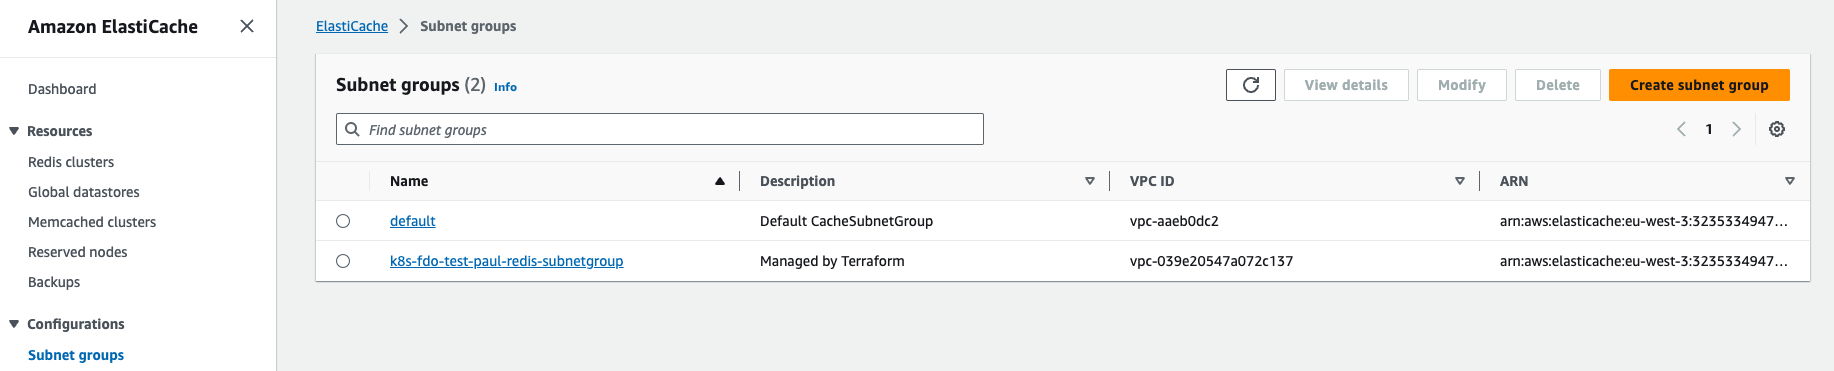 Amazon ElastiCache
Dashboard
Resources
Redis clusters
Global datastores
Memcached clusters
Reserved nodes
Backups
Configurations
Subnet groups
ElastiCache > Subnet groups
Subnet groups (2) Info
View details Modify Delete Create subnet group
Find subnet groups
1
Name Description VPC ID ARN
default Default CacheSubnetGroup vpc-aaeb0dc2 arn:aws:elasticache:eu-west-3:3235334947...
k8s-fdo-test-paul-redis-subnetgroup Managed by Terraform vpc-039e20547a072c137 arn:aws:elasticache:eu-west-3:3235334947...